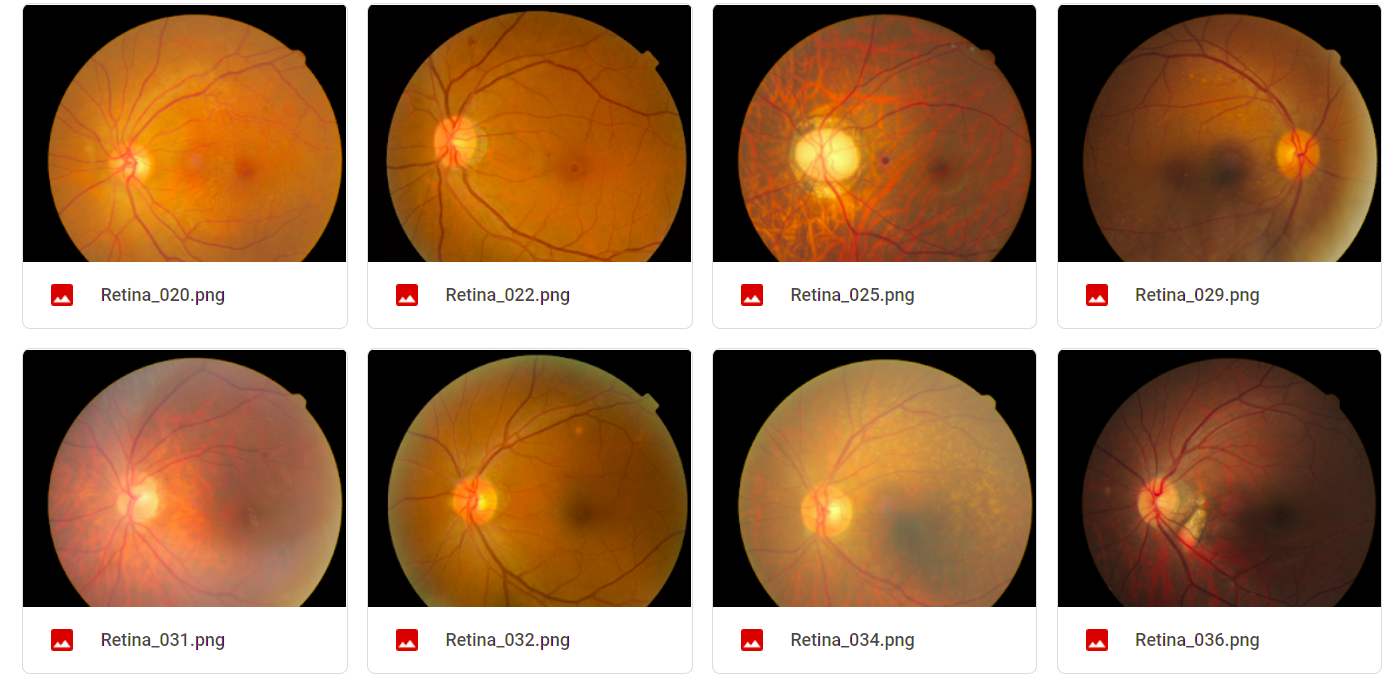 Retina_020.png
Retina_022.png
Retina_025.png
Retina_029.png
Retina_031.png
Retina_032.png
Retina_034.png
Retina_036.png